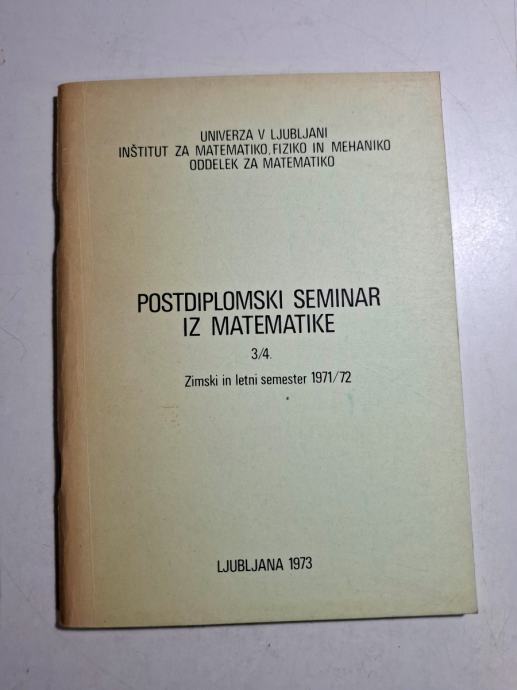 UNIVERZA V LJUBLJANI
INŠTITUT ZA MATEMATIKO, FIZIKO IN MEHANIKO
ODDELEK ZA MATEMATIKO
POSTDIPLOMSKI SEMINAR
IZ MATEMATIKE
3/4.
Zimski in letni semester 1971/72
LJUBLJANA 1973